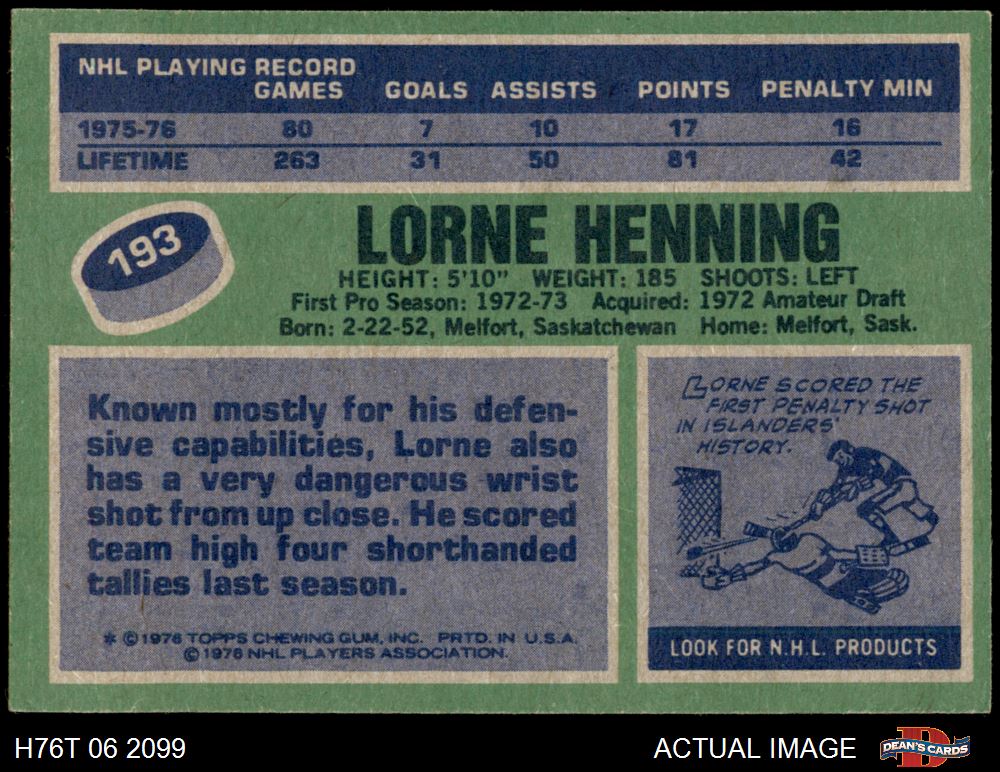 NHL PLAYING RECORD
GAMES GOALS ASSISTS POINTS PENALTY MIN
1975-76 80 7 10 17 16
LIFETIME 263 31 50 81 42
193
LORNE HENNING
HEIGHT: 5'10" WEIGHT: 185 SHOOTS: LEFT
First Pro Season: 1972-73 Acquired: 1972 Amateur Draft
Born: 2-22-52, Melfort, Saskatchewan Home: Melfort, Sask.
Known mostly for his defen-
sive capabilities, Lorne also
has a very dangerous wrist
shot from up close. He scored
team high four shorthanded
tallies last season.
* © 1976 TOPPS CHEWING GUM, INC. PRTD. IN U.S.A.
© 1976 NHL PLAYERS ASSOCIATION.
LORNE SCORED THE
FIRST PENALTY SHOT
IN ISLANDERS'
HISTORY.
LOOK FOR N.H.L. PRODUCTS
H76T 06 2099 ACTUAL IMAGE D DEAN'S CARDS